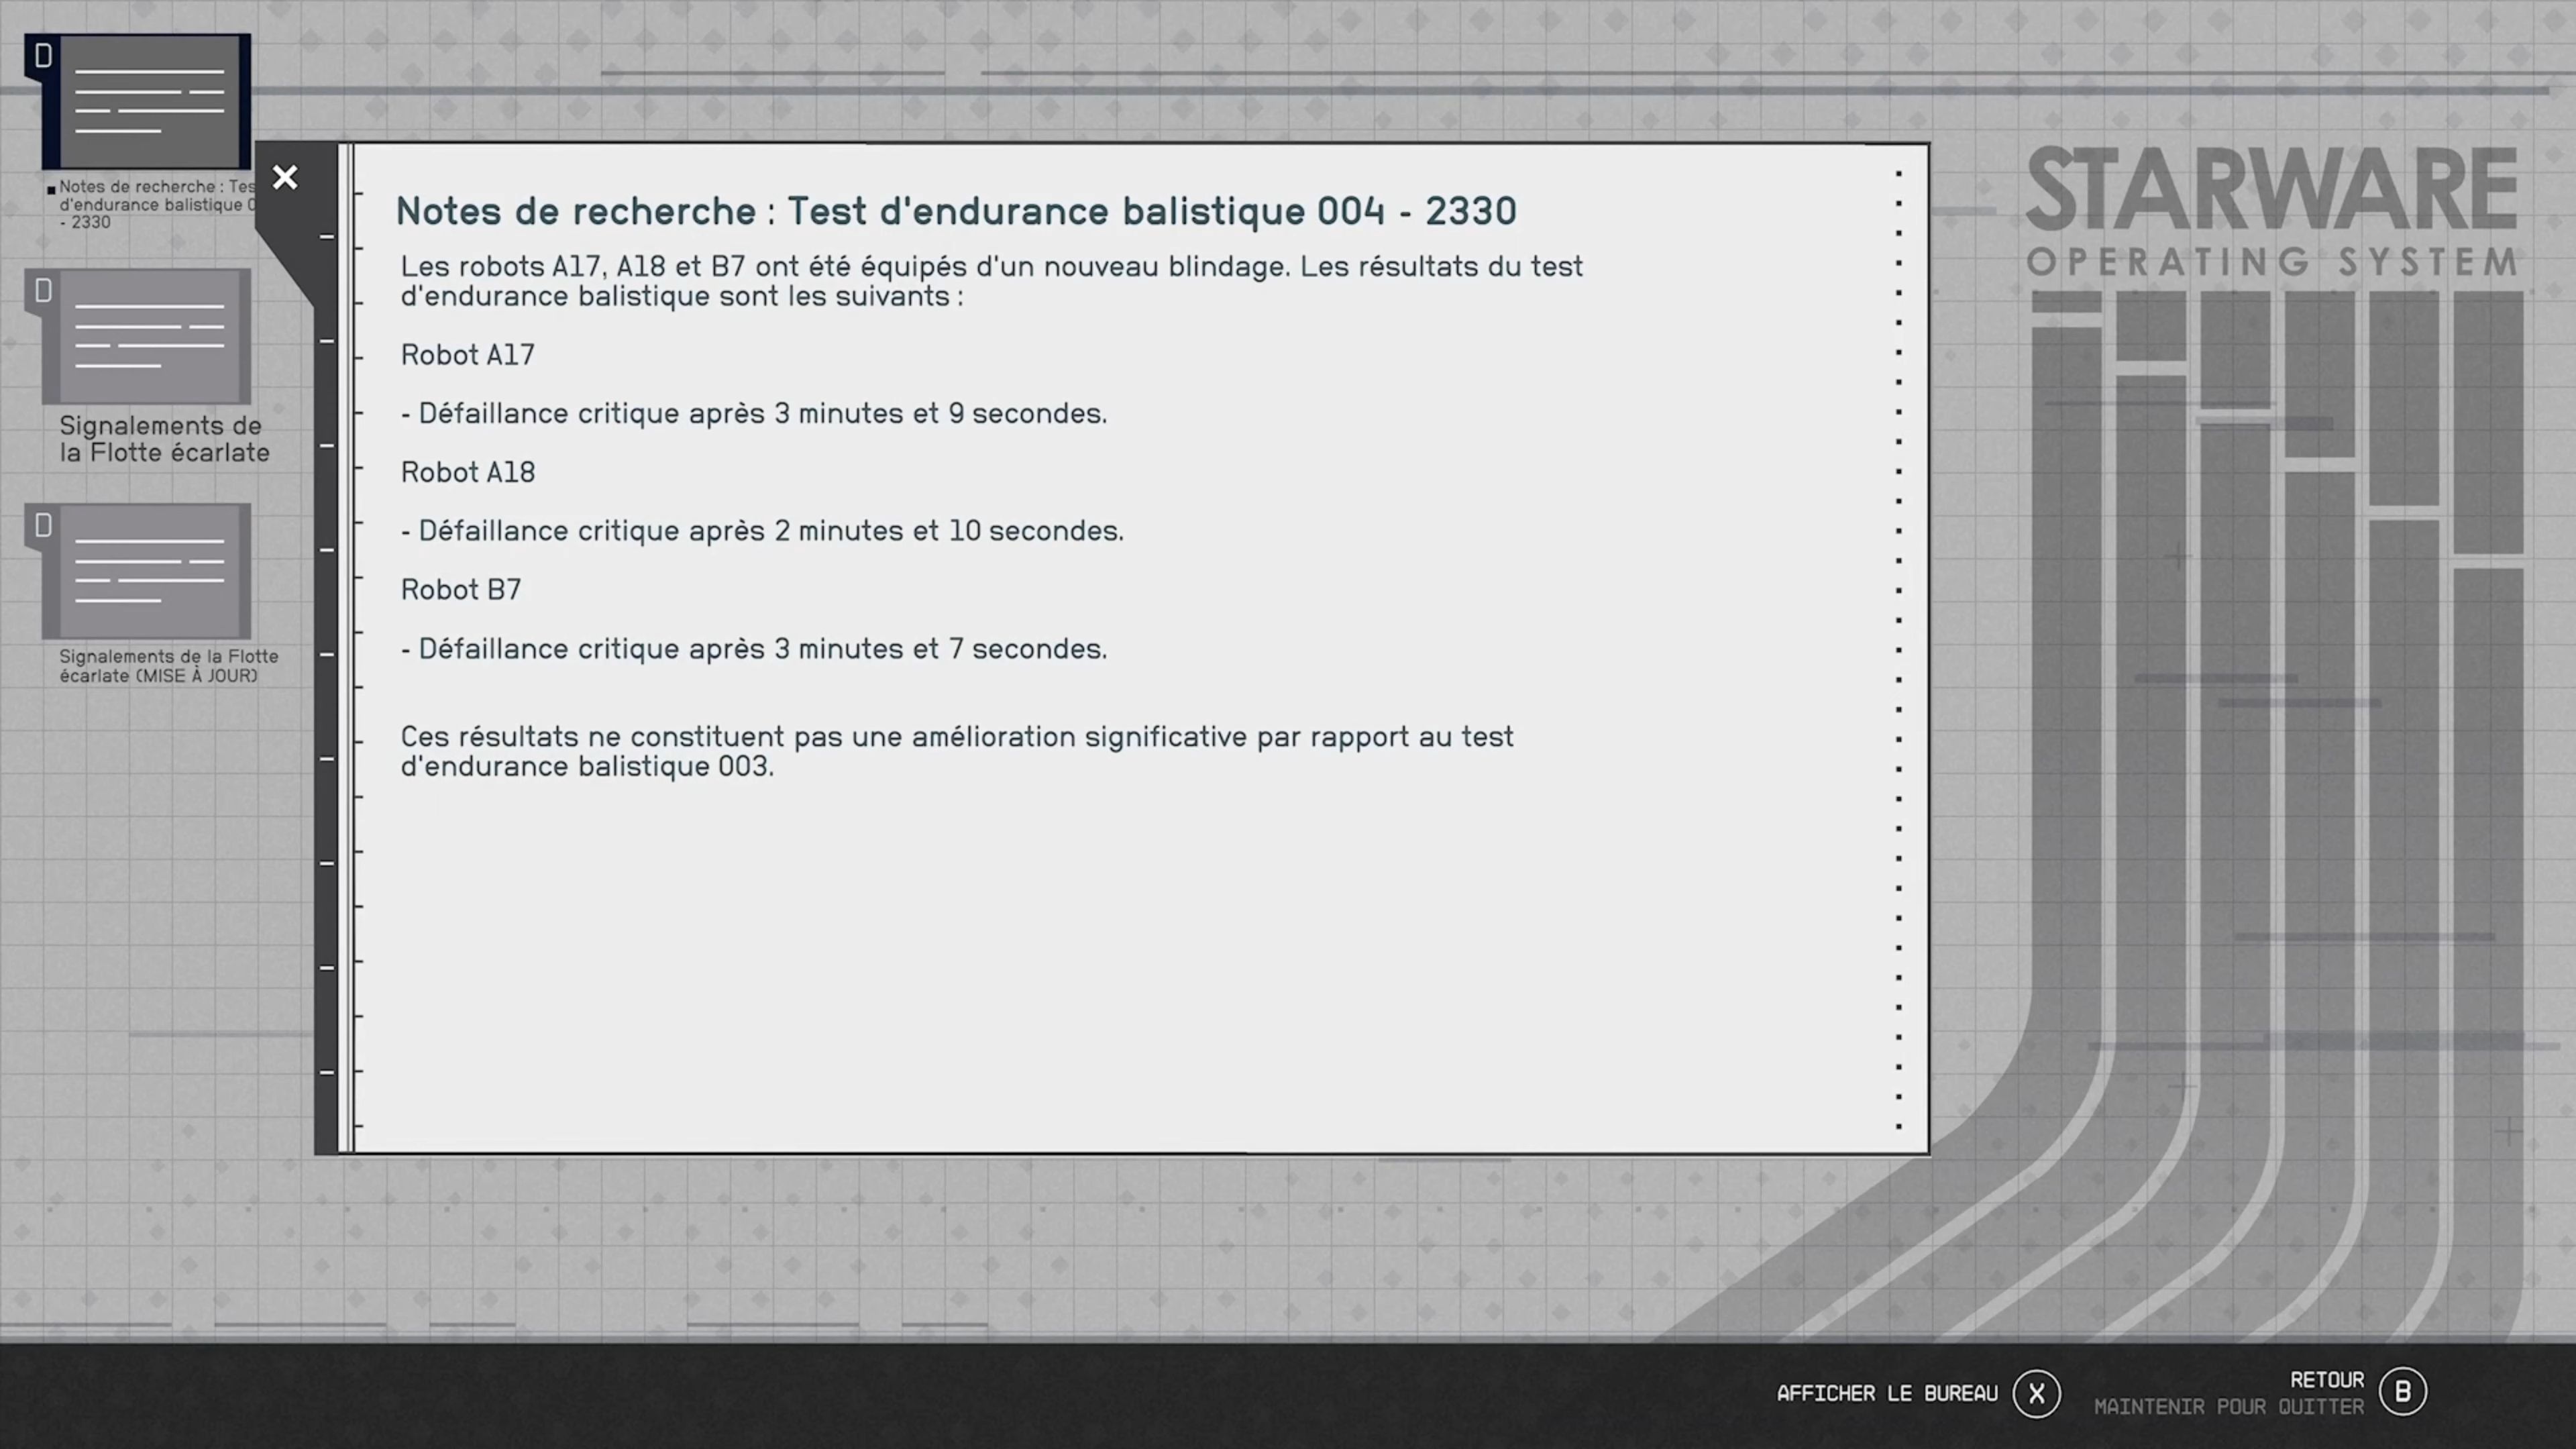 D
Notes de recherche : Tes
d'endurance balistique 0
- 2330
D
Signalements de
la Flotte écarlate
D
Signalements de la Flotte
écarlate (MISE À JOUR)
Notes de recherche : Test d'endurance balistique 004 - 2330
Les robots A17, A18 et B7 ont été équipés d'un nouveau blindage. Les résultats du test
d'endurance balistique sont les suivants :
Robot A17
- Défaillance critique après 3 minutes et 9 secondes.
Robot A18
- Défaillance critique après 2 minutes et 10 secondes.
Robot B7
- Défaillance critique après 3 minutes et 7 secondes.
Ces résultats ne constituent pas une amélioration significative par rapport au test
d'endurance balistique 003.
STARWARE
OPERATING SYSTEM
AFFICHER LE BUREAU X
RETOUR B
MAINTENIR POUR QUITTER